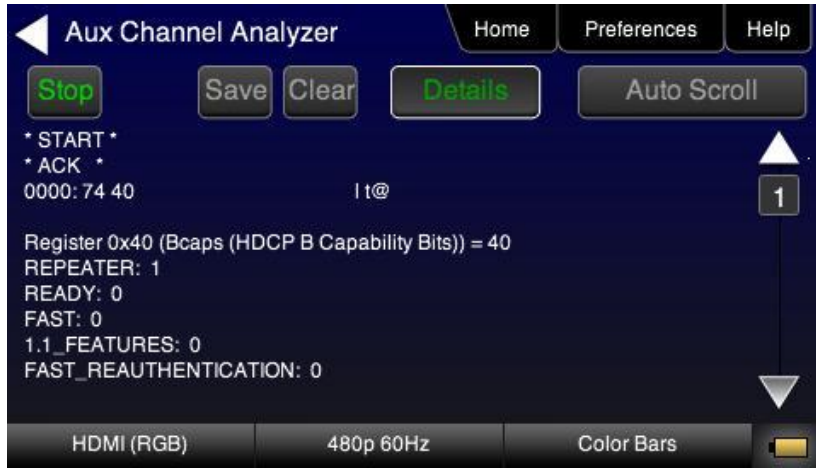 Aux Channel Analyzer Home Preferences Help
Stop Save Clear Details Auto Scroll
* START *
* ACK *
0000: 74 40 | t@
1
Register 0x40 (Bcaps (HDCP B Capability Bits)) = 40
REPEATER: 1
READY: 0
FAST: 0
1.1_FEATURES: 0
FAST_REAUTHENTICATION: 0
HDMI (RGB) 480p 60Hz Color Bars